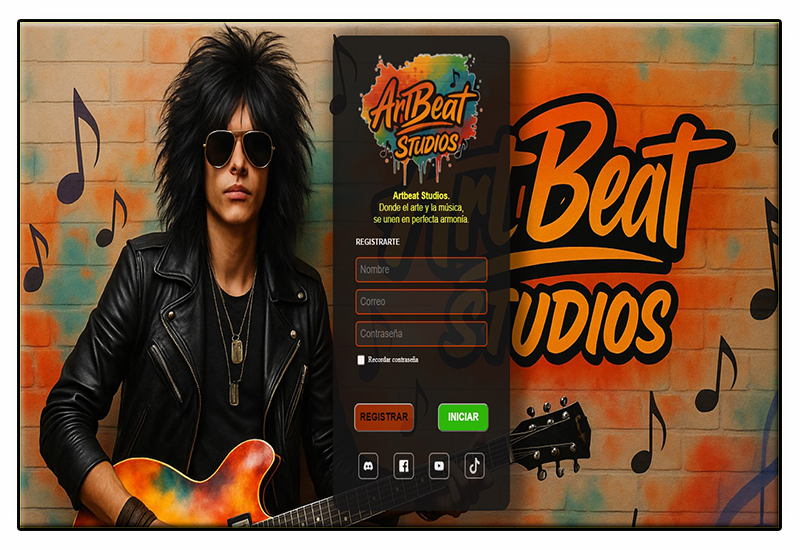 ArtBeat
STUDIOS
Artbeat Studios.
Donde el arte y la música,
se unen en perfecta armonía.
REGISTRARTE
Nombre
Correo
Contraseña
Recordar contraseña
REGISTRAR
INICIAR
ArtBeat
STUDIOS